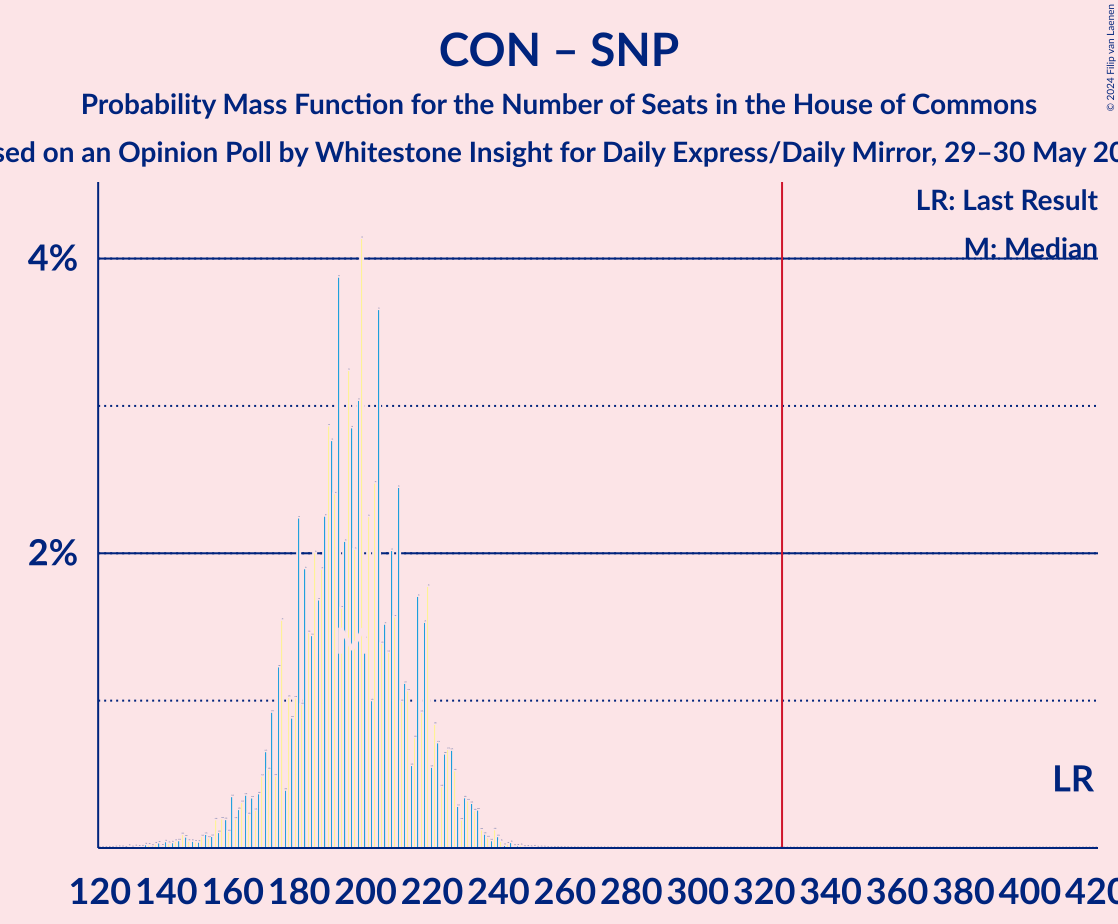 CON – SNP
Probability Mass Function for the Number of Seats in the House of Commons
sed on an Opinion Poll by Whitestone Insight for Daily Express/Daily Mirror, 29–30 May 20
© 2024 Filip van Laenen
LR: Last Result
M: Median
4%
2%
LR
120 140 160 180 200 220 240 260 280 300 320 340 360 380 400 420